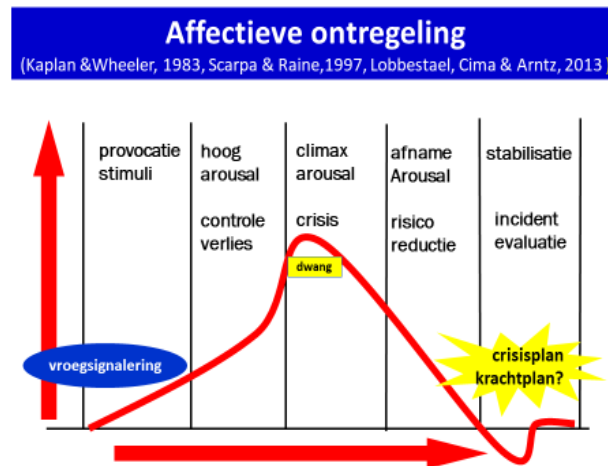 Affectieve ontregeling
(Kaplan &Wheeler, 1983, Scarpa & Raine,1997, Lobbestael, Cima & Arntz, 2013)
provocatie
stimuli
hoog
arousal
controle
verlies
climax
arousal
crisis
afname
Arousal
risico
reductie
stabilisatie
incident
evaluatie
dwang
vroegsignalering
crisisplan
krachtplan?